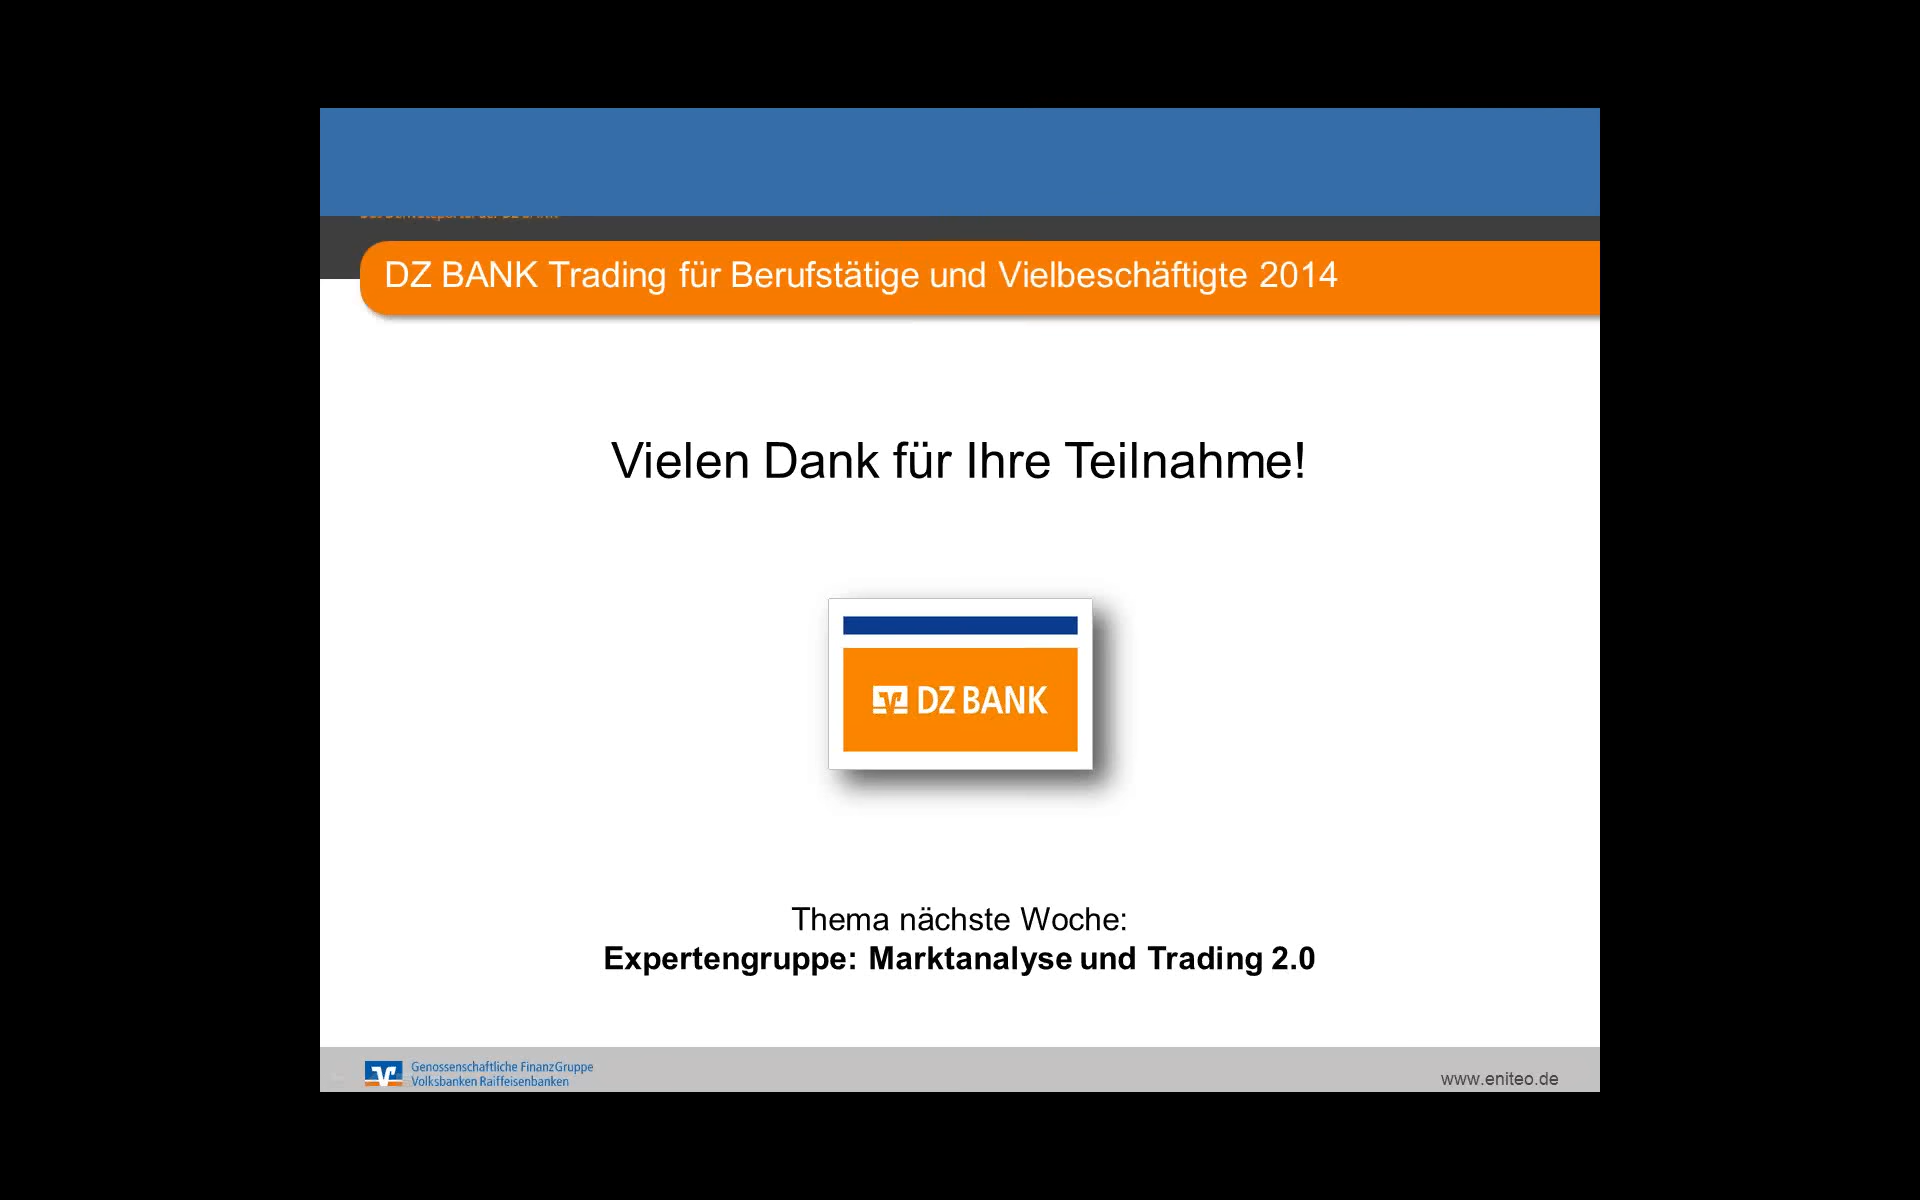 DZ BANK Trading für Berufstätige und Vielbeschäftigte 2014
Vielen Dank für Ihre Teilnahme!
DZ BANK
Thema nächste Woche:
Expertengruppe: Marktanalyse und Trading 2.0
Genossenschaftliche FinanzGruppe
Volksbanken Raiffeisenbanken
www.eniteo.de